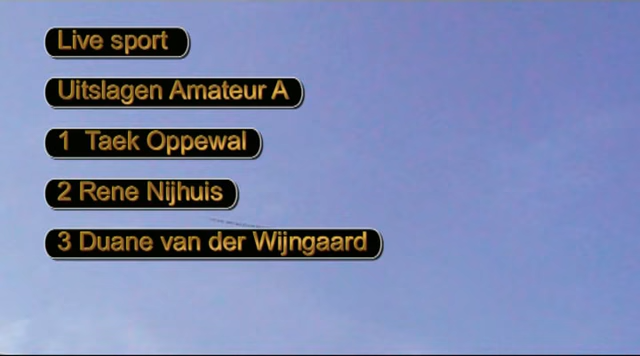 Live sport
Uitslagen Amateur A
1 Taek Oppewal
2 Rene Nijhuis
3 Duane van der Wijngaard